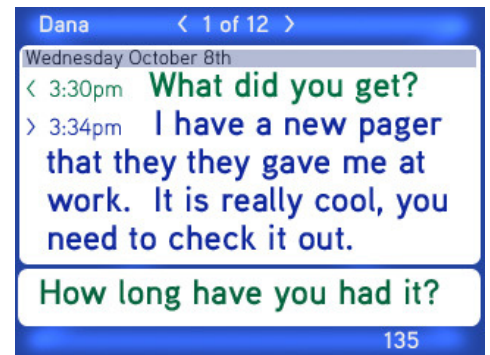 Dana < 1 of 12 >
Wednesday October 8th
< 3:30pm What did you get?
> 3:34pm I have a new pager
that they they gave me at
work. It is really cool, you
need to check it out.
How long have you had it?
135